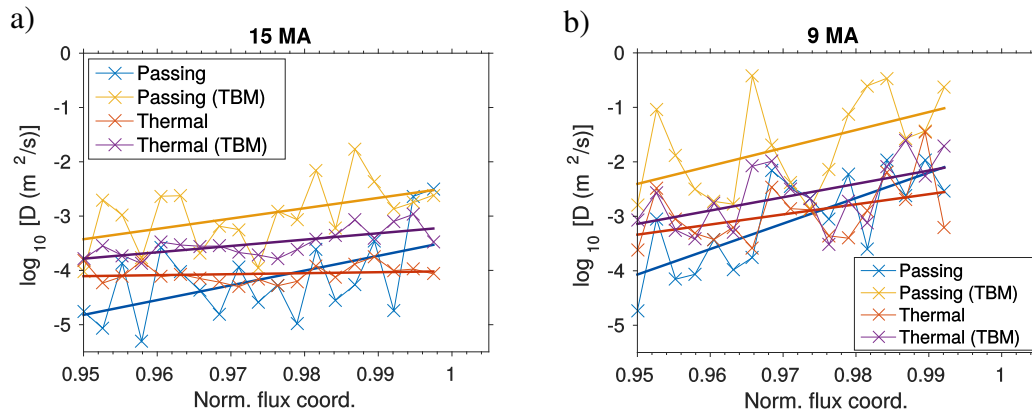 a)
15 MA
0
-1
-2
-3
-4
-5
log10 [D (m 2/s)]
Passing
Passing (TBM)
Thermal
Thermal (TBM)
0.95 0.96 0.97 0.98 0.99 1
Norm. flux coord.
b)
9 MA
0
-1
-2
-3
-4
-5
log10 [D (m 2/s)]
Passing
Passing (TBM)
Thermal
Thermal (TBM)
0.95 0.96 0.97 0.98 0.99 1
Norm. flux coord.